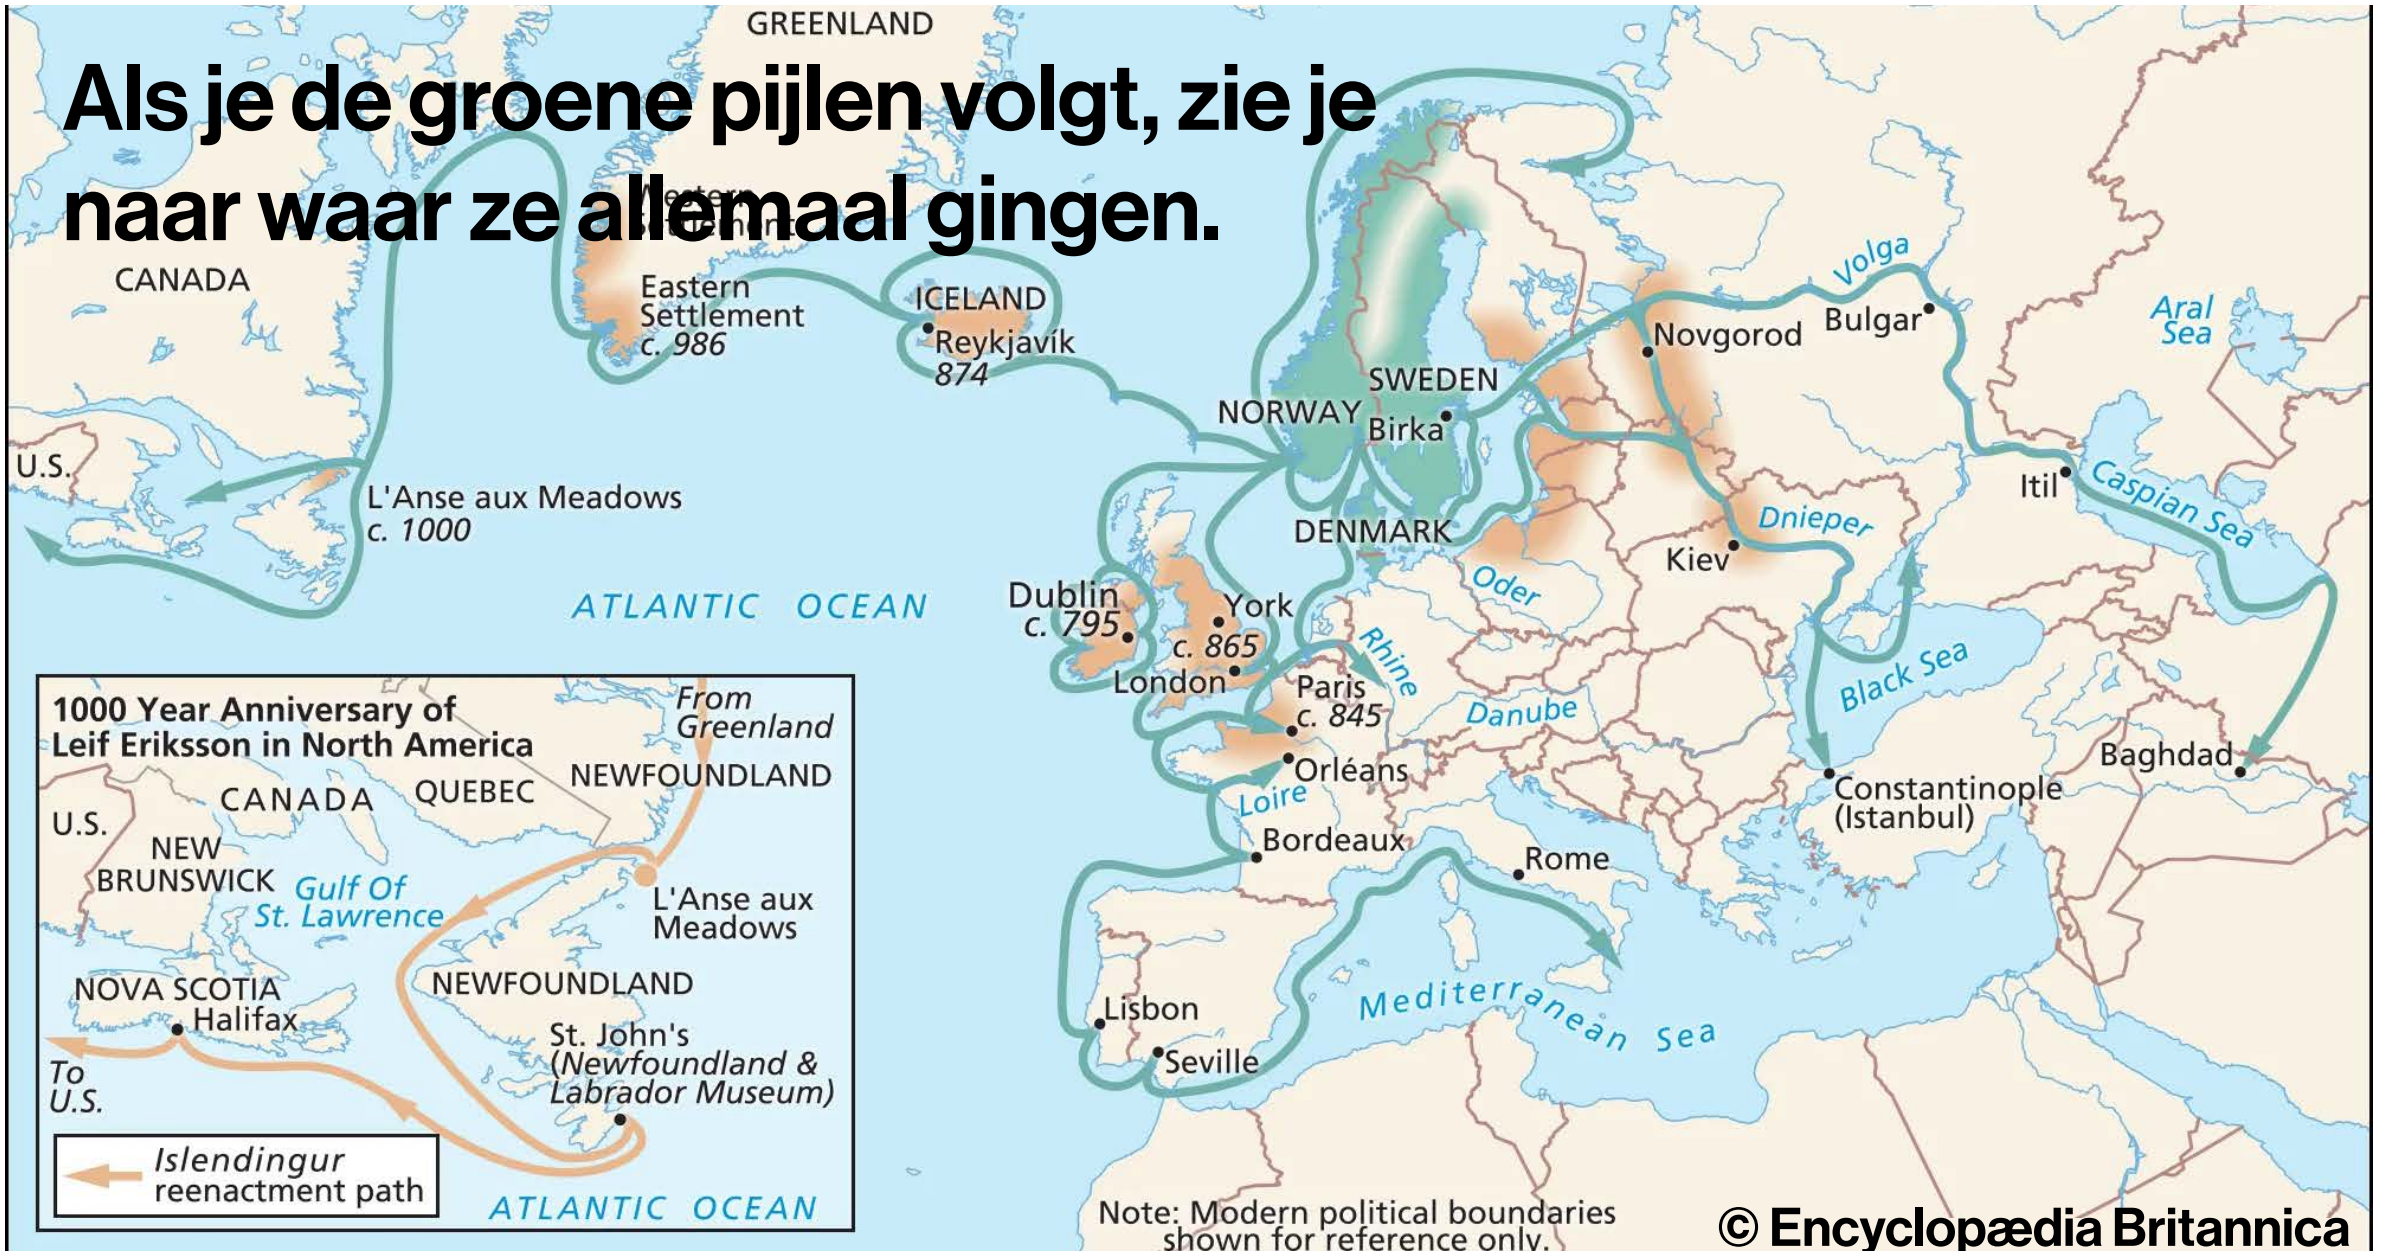 GREENLAND
Als je de groene pijlen volgt, zie je
naar waar ze allemaal gingen.
Western
Settlement
CANADA
Eastern
Settlement
c. 986
ICELAND
Reykjavík
874
U.S.
L'Anse aux Meadows
c. 1000
ATLANTIC OCEAN
NORWAY
SWEDEN
Birka
DENMARK
Novgorod
Volga
Bulgar
Aral
Sea
Itil
Caspian Sea
Dnieper
Kiev
Oder
Dublin
c. 795
York
c. 865
London
Rhine
Paris
c. 845
Danube
Black Sea
Orléans
Loire
Bordeaux
Rome
Constantinople
(Istanbul)
Baghdad
Lisbon
Seville
Mediterranean Sea
1000 Year Anniversary of
Leif Eriksson in North America
From
Greenland
NEWFOUNDLAND
QUEBEC
CANADA
U.S.
NEW
BRUNSWICK
Gulf Of
St. Lawrence
L'Anse aux
Meadows
NEWFOUNDLAND
NOVA SCOTIA
Halifax
St. John's
(Newfoundland &
Labrador Museum)
To
U.S.
Islendingur
reenactment path
ATLANTIC OCEAN
Note: Modern political boundaries
shown for reference only.
© Encyclopædia Britannica